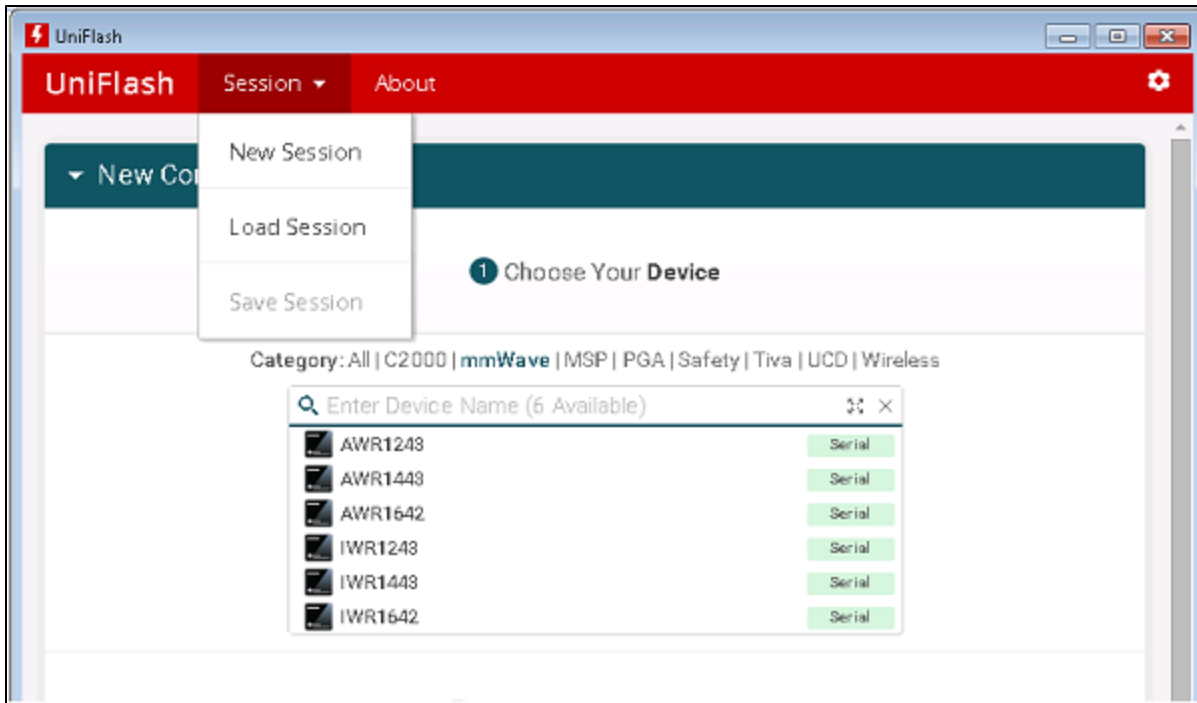 UniFlash
UniFlash Session About
New Session
Load Session
Save Session
New Co
1 Choose Your Device
Category: All | C2000 | mmWave | MSP | PGA | Safety | Tiva | UCD | Wireless
Enter Device Name (6 Available)
AWR1243 Serial
AWR1443 Serial
AWR1642 Serial
IWR1243 Serial
IWR1443 Serial
IWR1642 Serial